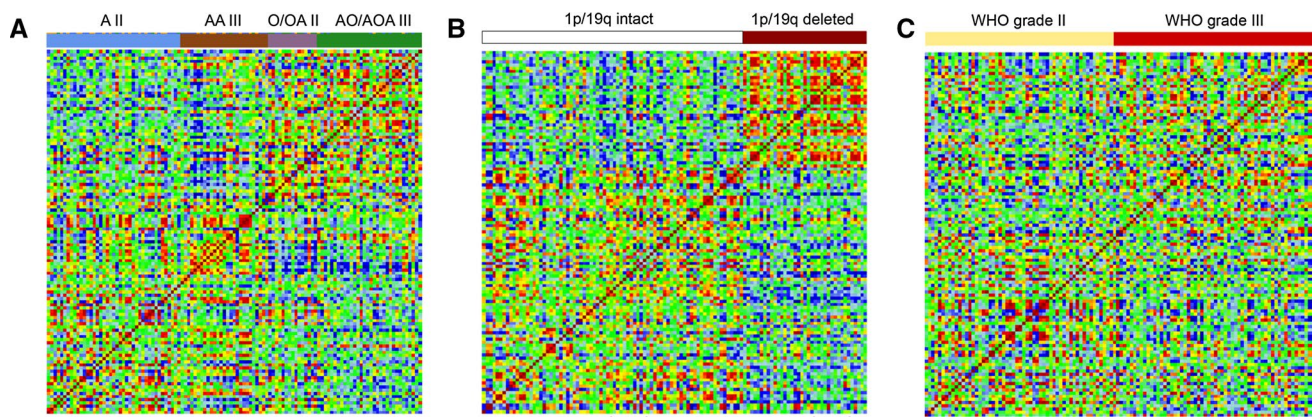 A
A II AA III O/OA II AO/AOA III
B
1p/19q intact 1p/19q deleted
C
WHO grade II WHO grade III